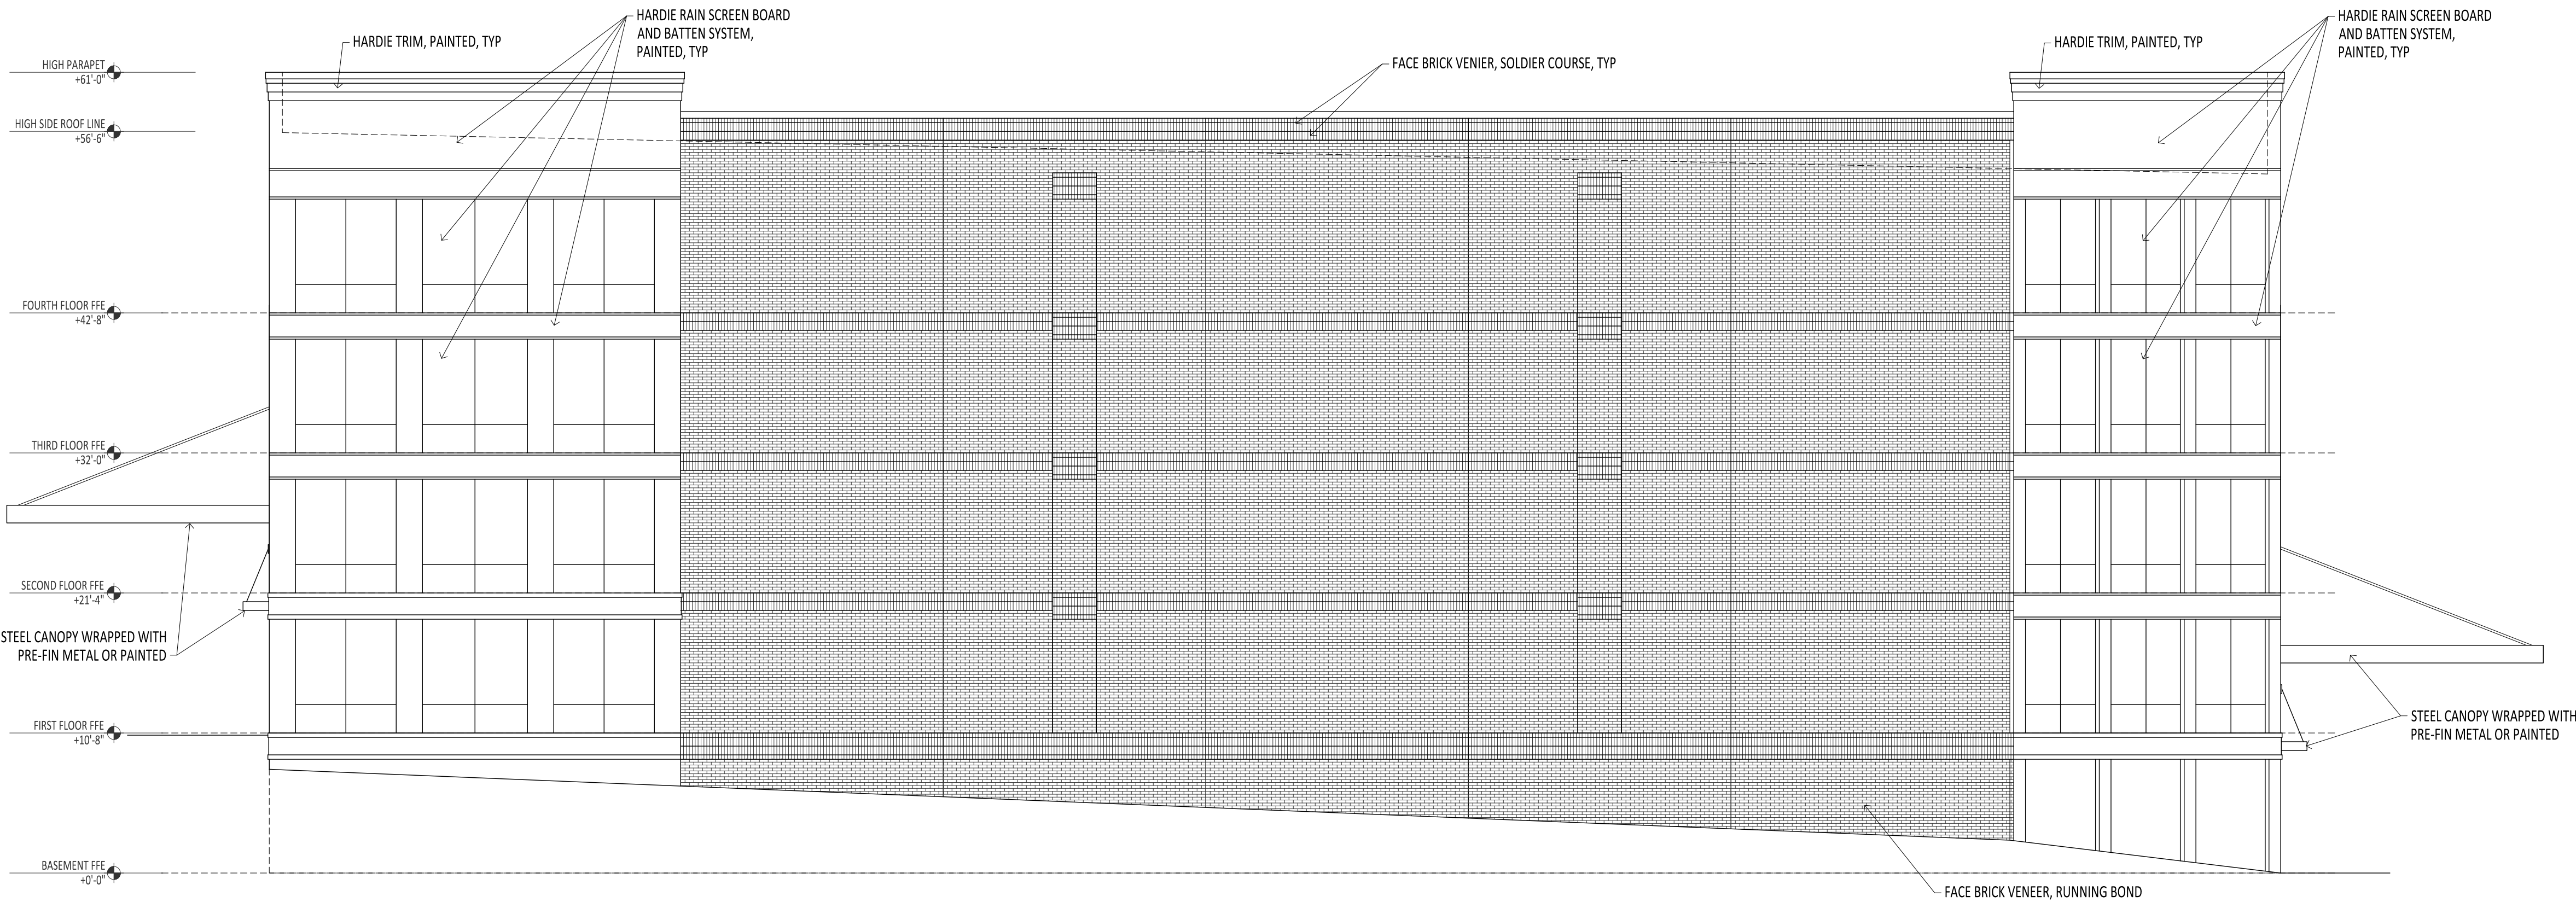 HARDIE RAIN SCREEN BOARD
AND BATTEN SYSTEM,
PAINTED, TYP
HARDIE TRIM, PAINTED, TYP
FACE BRICK VENIER, SOLDIER COURSE, TYP
HARDIE TRIM, PAINTED, TYP
HARDIE RAIN SCREEN BOARD
AND BATTEN SYSTEM,
PAINTED, TYP
HIGH PARAPET
+61'-0"
HIGH SIDE ROOF LINE
+56'-6"
FOURTH FLOOR FFE
+42'-8"
THIRD FLOOR FFE
+32'-0"
SECOND FLOOR FFE
+21'-4"
STEEL CANOPY WRAPPED WITH
PRE-FIN METAL OR PAINTED
FIRST FLOOR FFE
+10'-8"
STEEL CANOPY WRAPPED WITH
PRE-FIN METAL OR PAINTED
BASEMENT FFE
+0'-0"
FACE BRICK VENEER, RUNNING BOND